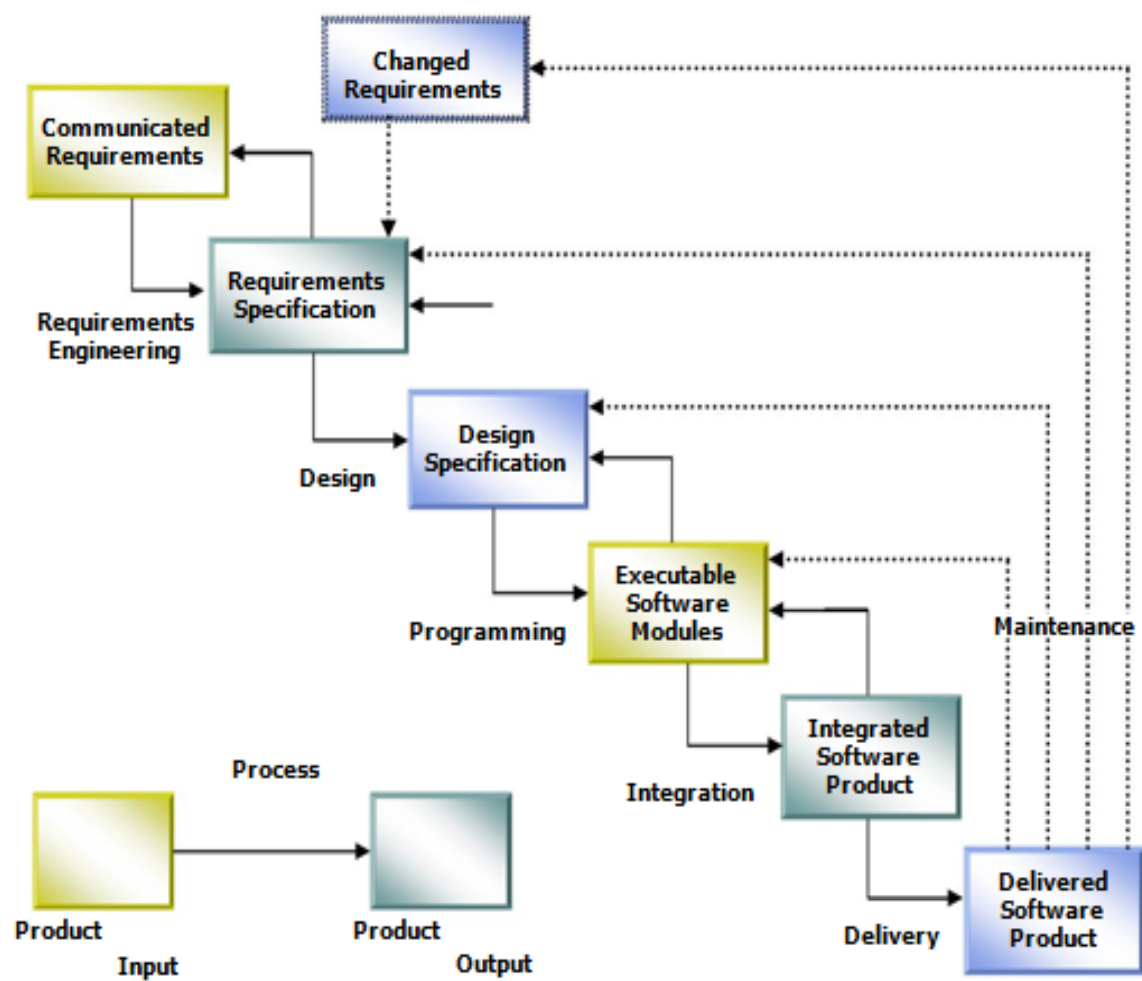 Changed
Requirements
Communicated
Requirements
Requirements
Specification
Requirements
Engineering
Design
Specification
Design
Executable
Software
Modules
Programming
Maintenance
Integrated
Software
Product
Integration
Delivered
Software
Product
Delivery
Process
Product
Input
Product
Output